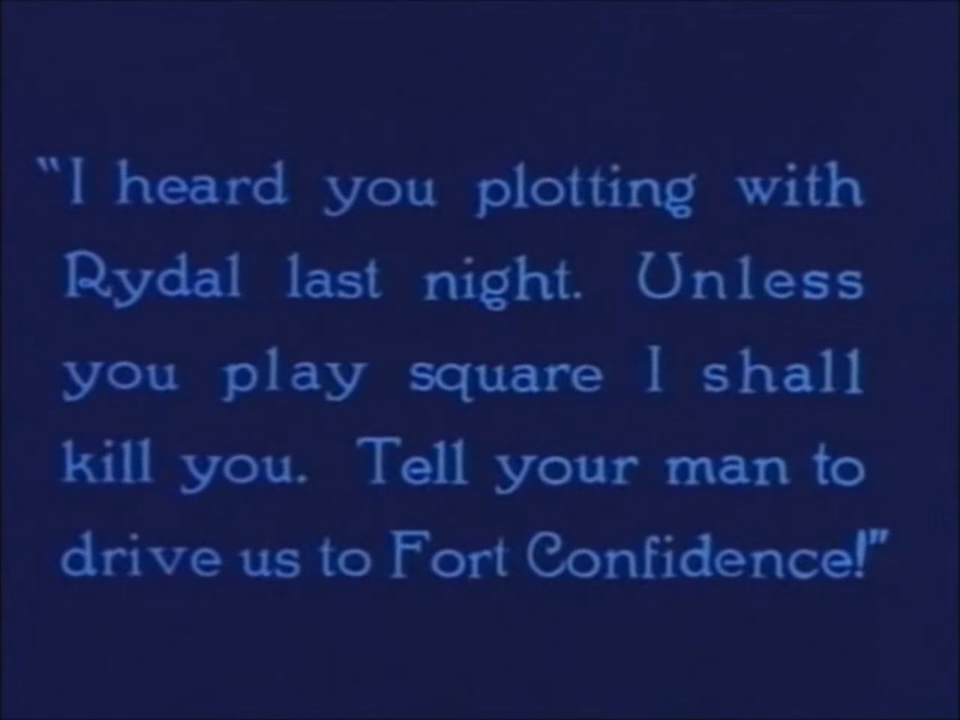 "I heard you plotting with
Rydal last night. Unless
you play square I shall
kill you. Tell your man to
drive us to Fort Confidence!"